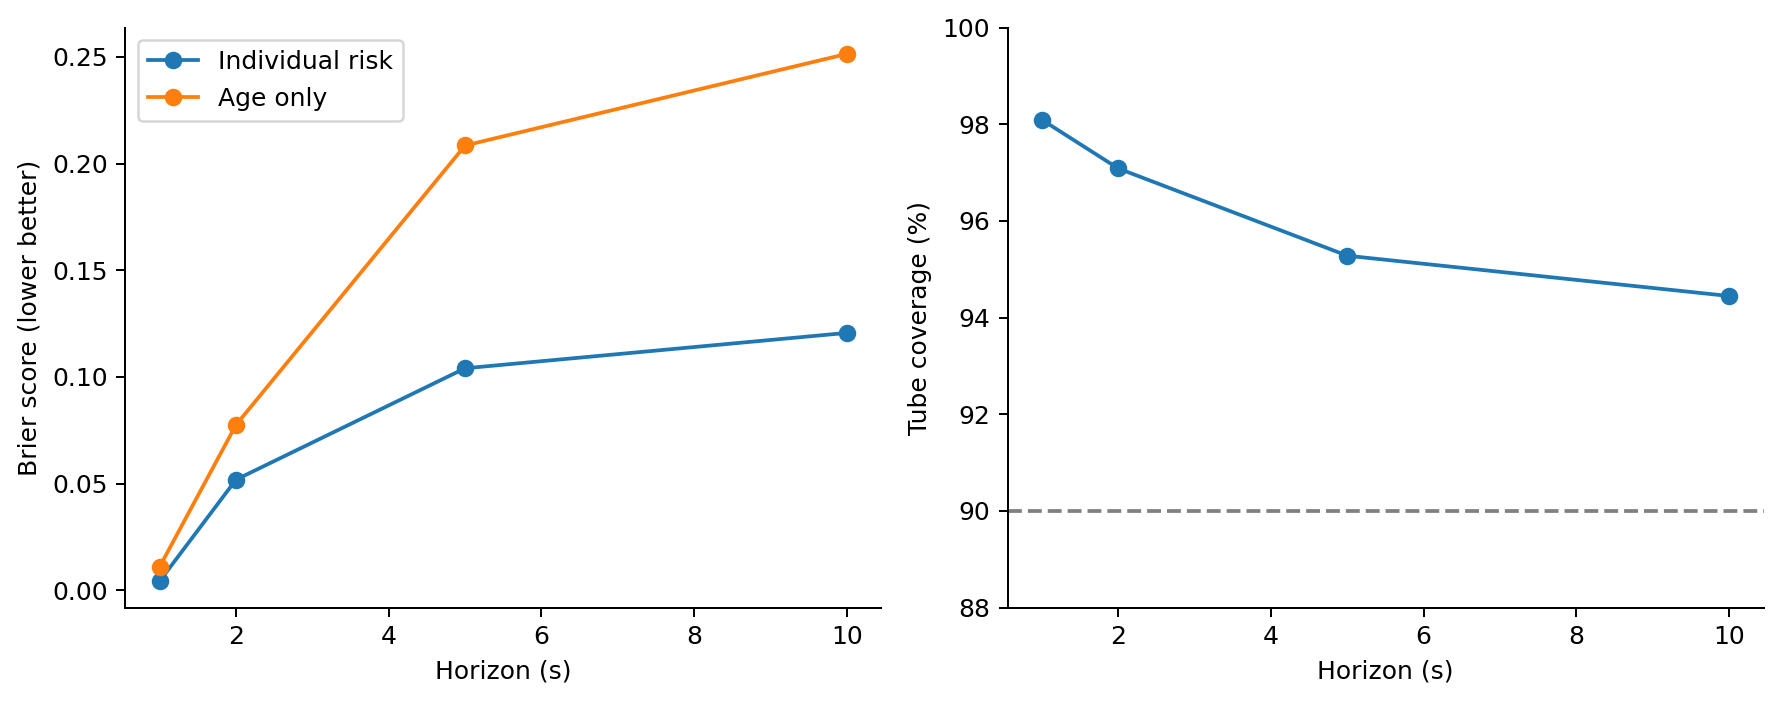 Individual risk
Age only
Brier score (lower better)
0.25
0.20
0.15
0.10
0.05
0.00
2 4 6 8 10
Horizon (s)
Tube coverage (%)
100
98
96
94
92
90
88
2 4 6 8 10
Horizon (s)